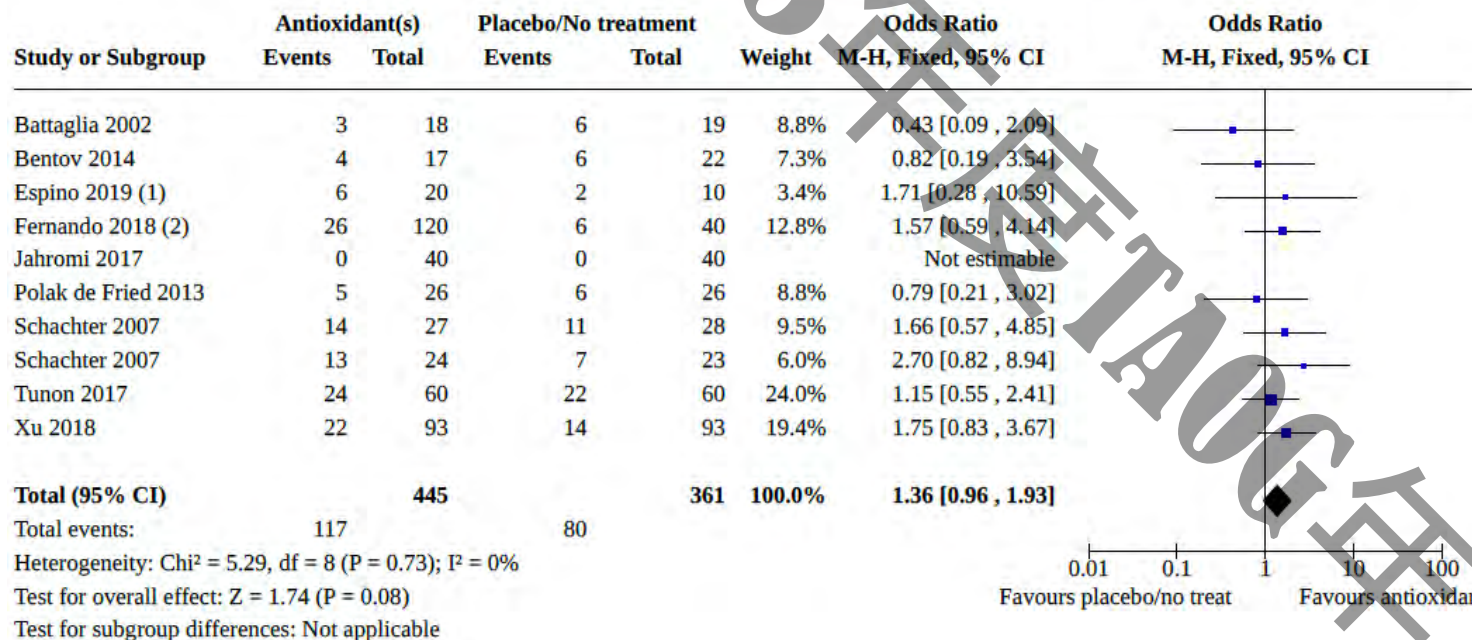 Antioxidant(s) Placebo/No treatment Odds Ratio Odds Ratio
Study or Subgroup Events Total Events Total Weight M-H, Fixed, 95% CI M-H, Fixed, 95% CI
Battaglia 2002 3 18 6 19 8.8% 0.43 [0.09 , 2.09]
Bentov 2014 4 17 6 22 7.3% 0.82 [0.19 , 3.54]
Espino 2019 (1) 6 20 2 10 3.4% 1.71 [0.28 , 10.59]
Fernando 2018 (2) 26 120 6 40 12.8% 1.57 [0.59 , 4.14]
Jahromi 2017 0 40 0 40 Not estimable
Polak de Fried 2013 5 26 6 26 8.8% 0.79 [0.21 , 3.02]
Schachter 2007 14 27 11 28 9.5% 1.66 [0.57 , 4.85]
Schachter 2007 13 24 7 23 6.0% 2.70 [0.82 , 8.94]
Tunon 2017 24 60 22 60 24.0% 1.15 [0.55 , 2.41]
Xu 2018 22 93 14 93 19.4% 1.75 [0.83 , 3.67]
Total (95% CI) 445 361 100.0% 1.36 [0.96 , 1.93]
Total events: 117 80
Heterogeneity: Chi² = 5.29, df = 8 (P = 0.73); I² = 0%
Test for overall effect: Z = 1.74 (P = 0.08)
Test for subgroup differences: Not applicable
0.01 0.1 1 10 100
Favours placebo/no treat Favours antioxidan
年度TAOG年